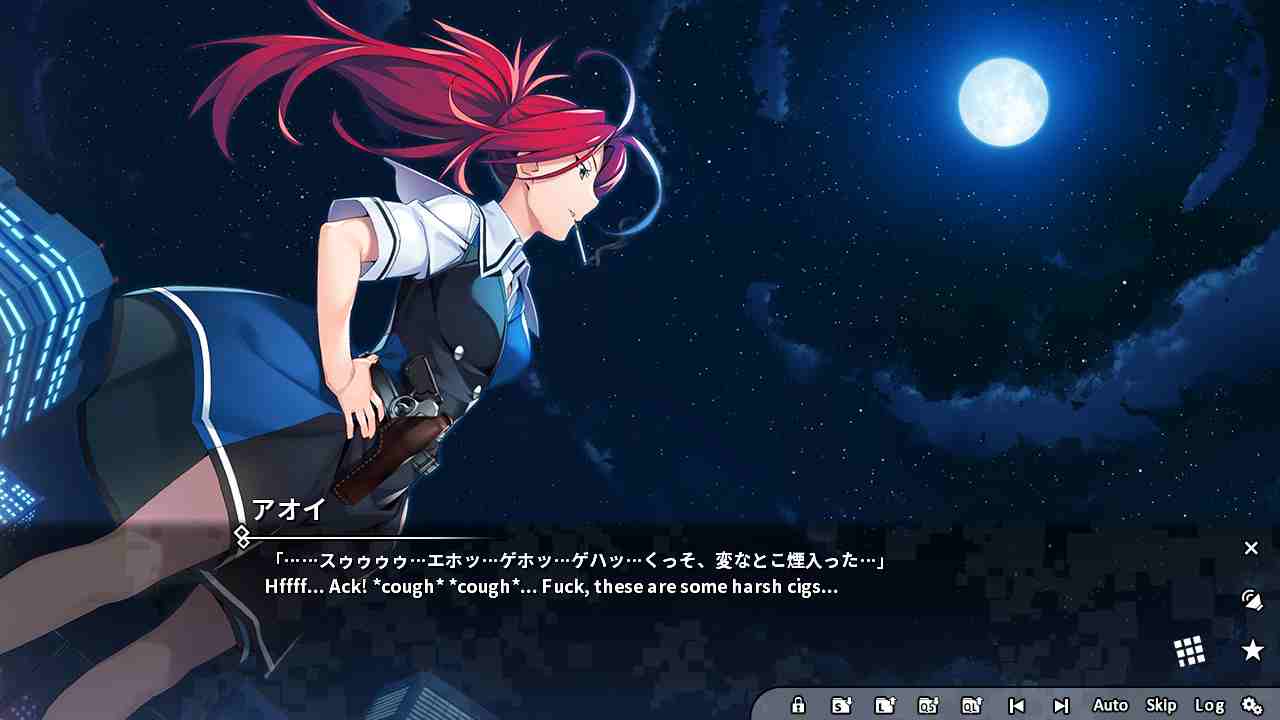 アオイ
「……スゥゥゥゥ…エホッ…ゲホッ…ゲハッ…くっそ、変なとこ煙入った…」
Hffff... Ack! *cough* *cough*... Fuck, these are some harsh cigs...
S L QS QL Auto Skip Log